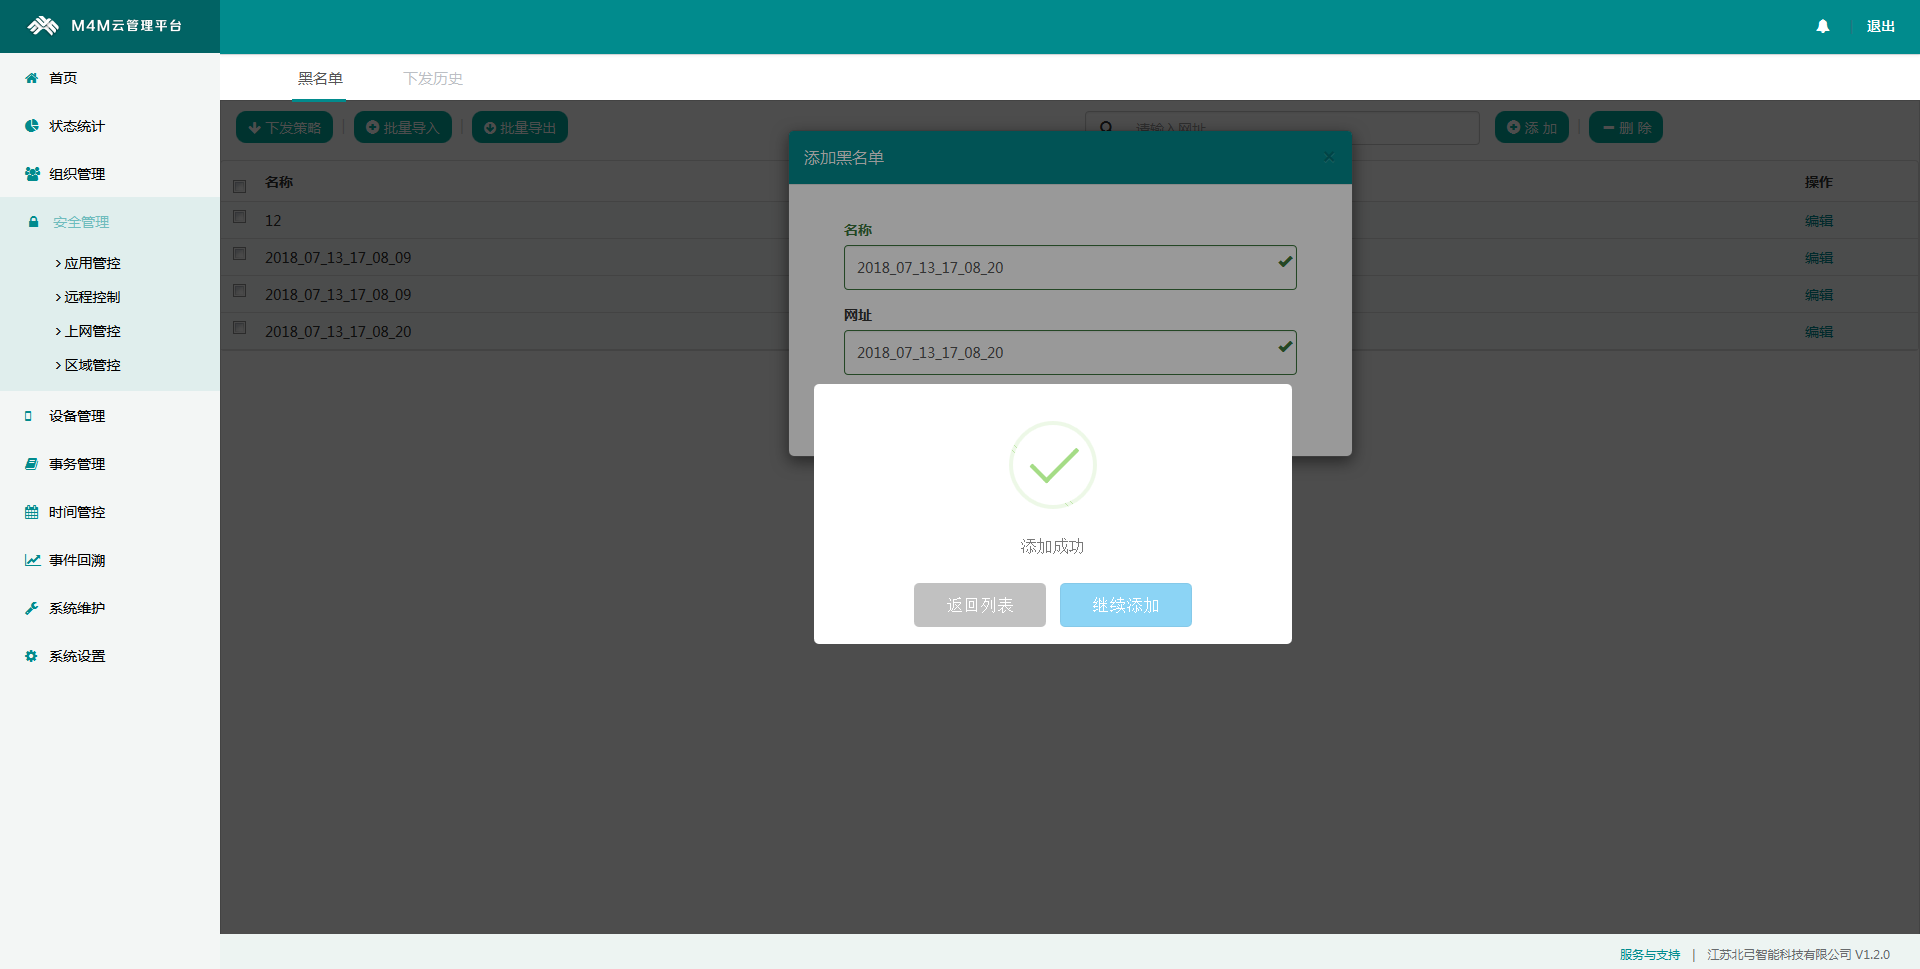 M4M云管理平台
退出
首页
状态统计
组织管理
安全管理
应用管控
远程控制
上网管控
区域管控
设备管理
事务管理
时间管控
事件回溯
系统维护
系统设置
黑名单
下发历史
下发策略
批量导入
批量导出
请输入网址
添 加
删 除
名称
操作
12
编辑
2018_07_13_17_08_09
编辑
2018_07_13_17_08_09
编辑
2018_07_13_17_08_20
编辑
添加黑名单
×
名称
2018_07_13_17_08_20
网址
2018_07_13_17_08_20
添加成功
返回列表
继续添加
服务与支持 | 江苏北弓智能科技有限公司 V1.2.0